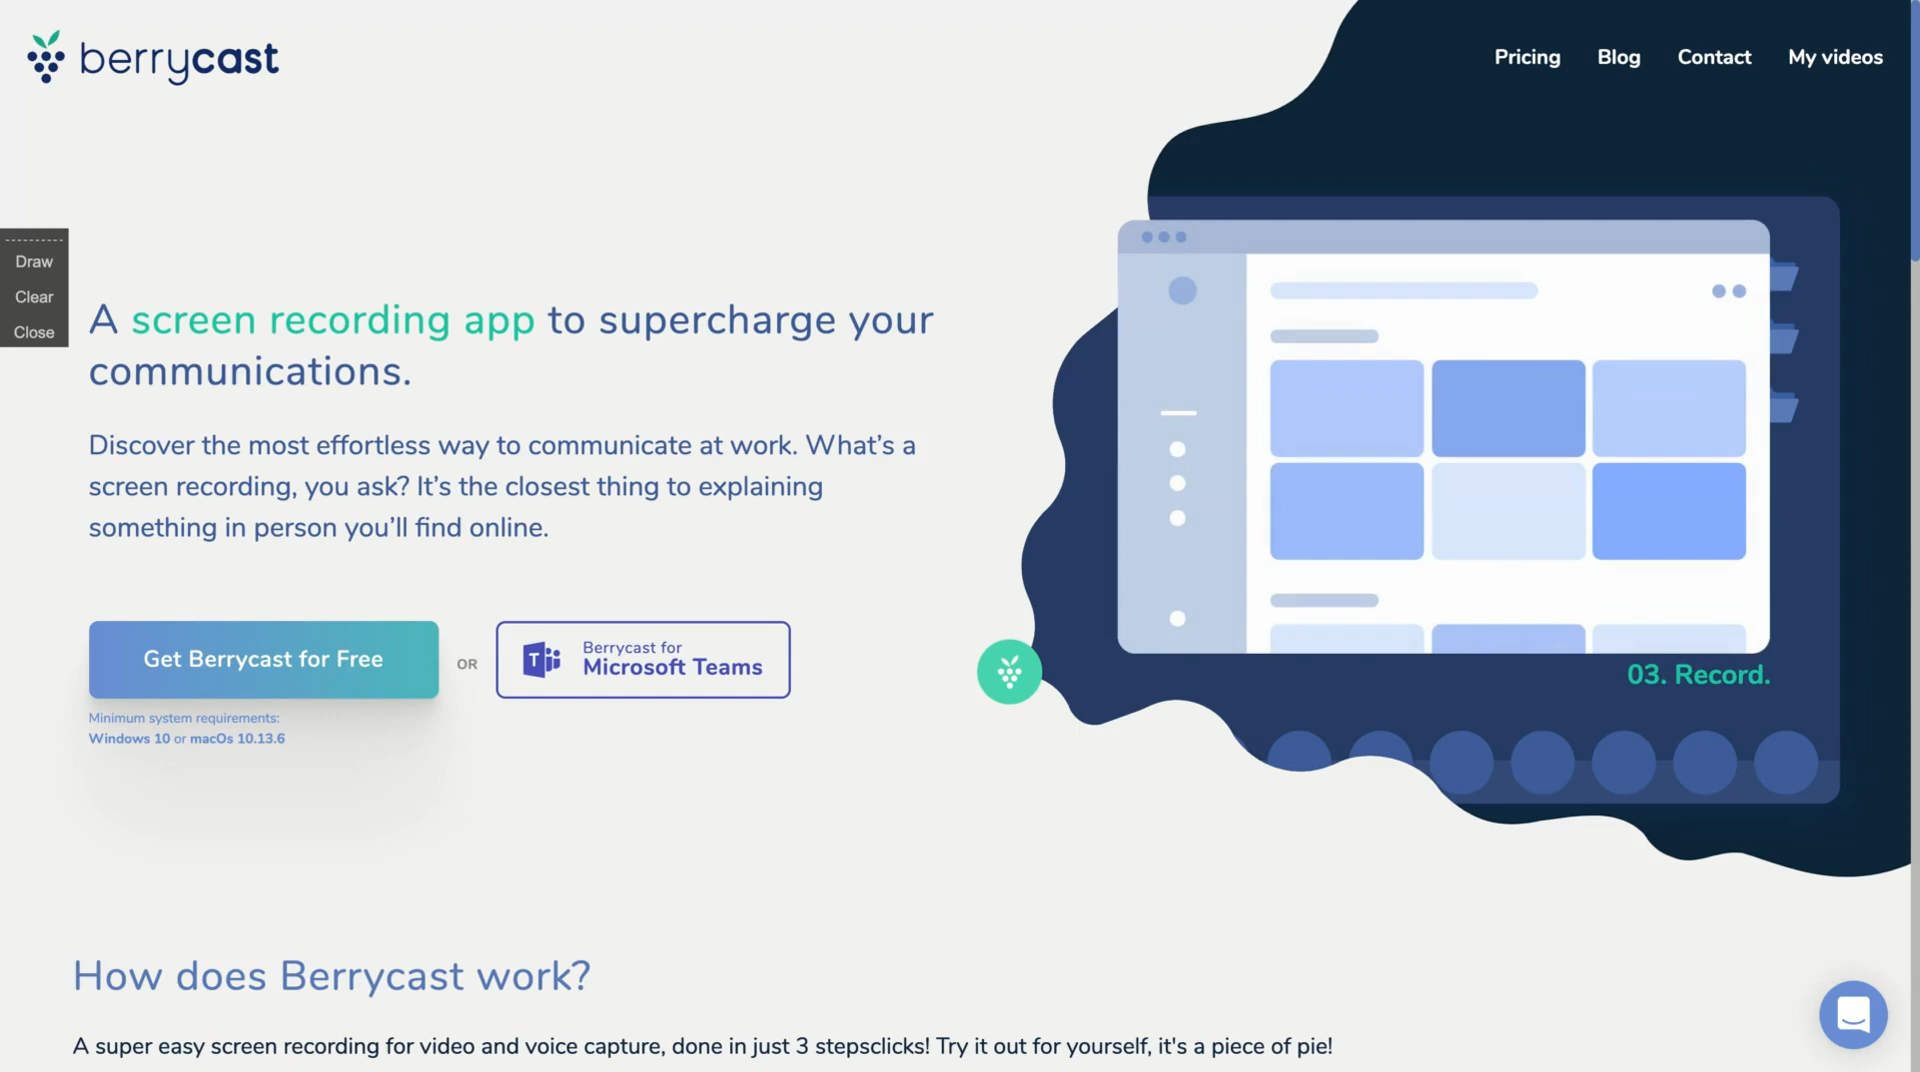 berrycast
Pricing
Blog
Contact
My videos
Draw
Clear
Close
A screen recording app to supercharge your
communications.
Discover the most effortless way to communicate at work. What’s a
screen recording, you ask? It’s the closest thing to explaining
something in person you’ll find online.
Get Berrycast for Free
OR
Berrycast for
Microsoft Teams
Minimum system requirements:
Windows 10 or macOs 10.13.6
03. Record.
How does Berrycast work?
A super easy screen recording for video and voice capture, done in just 3 stepsclicks! Try it out for yourself, it's a piece of pie!